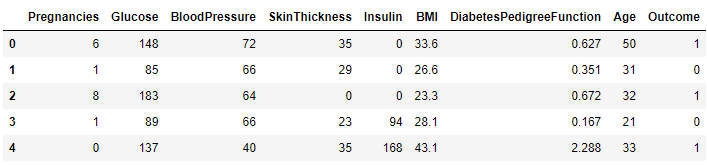 Pregnancies Glucose BloodPressure SkinThickness Insulin BMI DiabetesPedigreeFunction Age Outcome
0 6 148 72 35 0 33.6 0.627 50 1
1 1 85 66 29 0 26.6 0.351 31 0
2 8 183 64 0 0 23.3 0.672 32 1
3 1 89 66 23 94 28.1 0.167 21 0
4 0 137 40 35 168 43.1 2.288 33 1